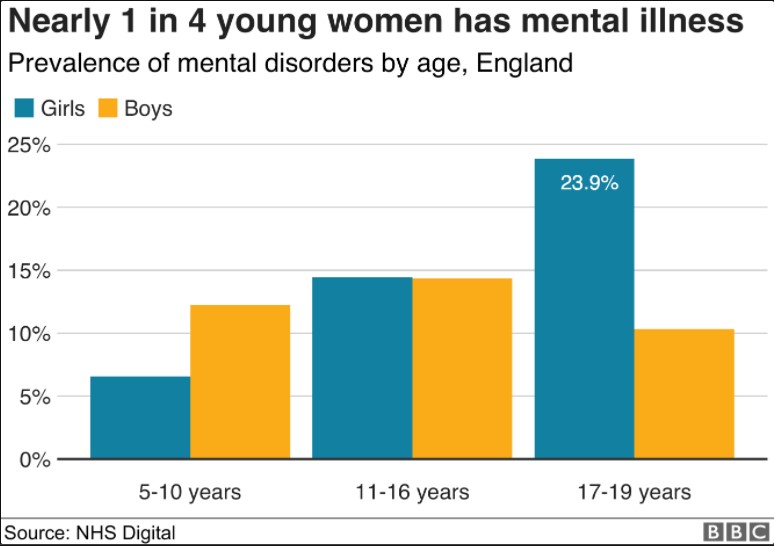 Nearly 1 in 4 young women has mental illness
Prevalence of mental disorders by age, England
Girls Boys
25%
23.9%
20%
15%
10%
5%
0%
5-10 years 11-16 years 17-19 years
Source: NHS Digital BBC